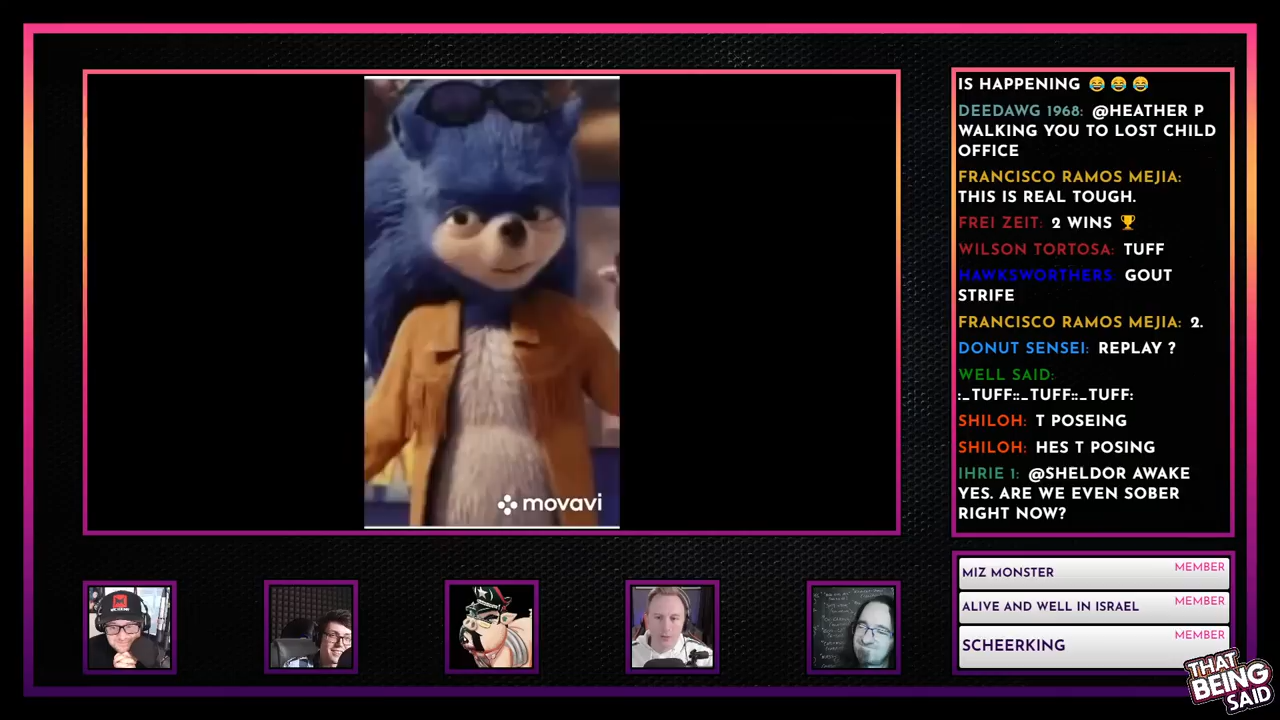 IS HAPPENING 😂 😂 😂
DEEDAWG 1968: @HEATHER P
WALKING YOU TO LOST CHILD
OFFICE
FRANCISCO RAMOS MEJIA:
THIS IS REAL TOUGH.
FREI ZEIT: 2 WINS 🏆
WILSON TORTOSA: TUFF
HAWKSWORTHERS: GOUT
STRIFE
FRANCISCO RAMOS MEJIA: 2.
DONUT SENSEI: REPLAY ?
WELL SAID:
:_TUFF::_TUFF::_TUFF:
SHILOH: T POSEING
SHILOH: HES T POSING
IHRIE 1: @SHELDOR AWAKE
YES. ARE WE EVEN SOBER
RIGHT NOW?
movavi
MIZ MONSTER MEMBER
ALIVE AND WELL IN ISRAEL MEMBER
SCHEERKING MEMBER
THAT
BEING
SAID